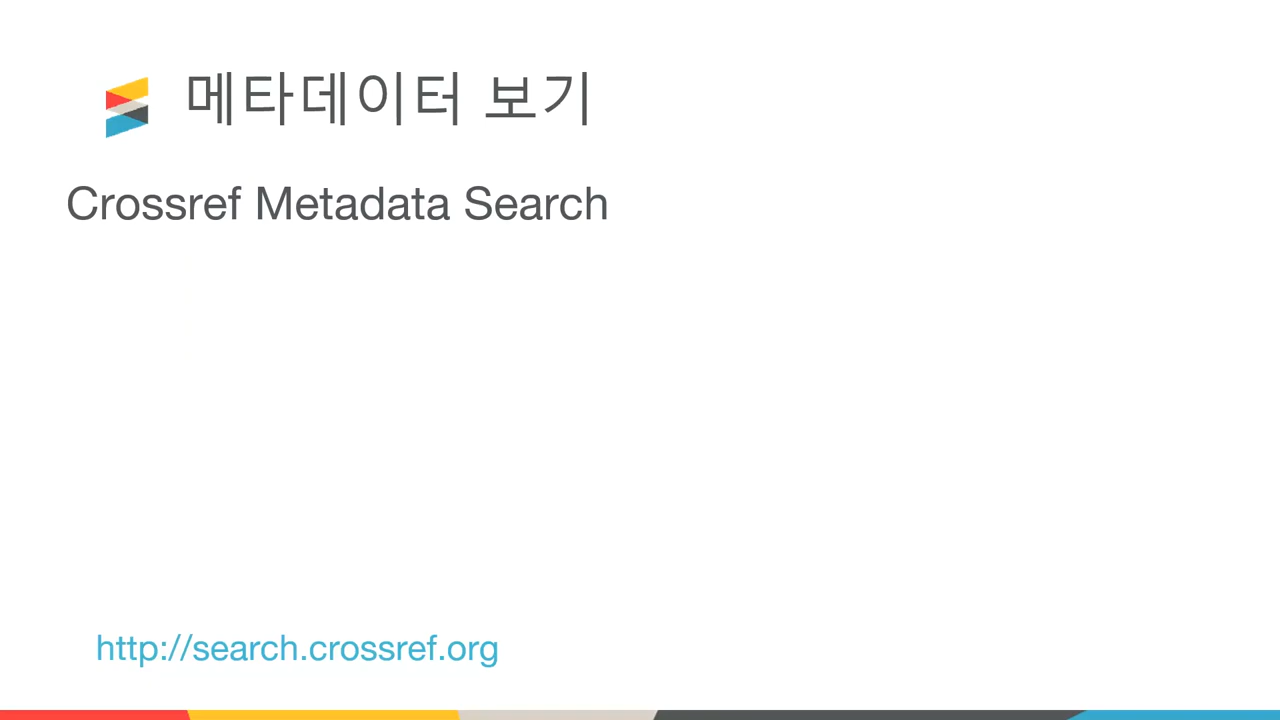 메타데이터 보기
Crossref Metadata Search
http://search.crossref.org